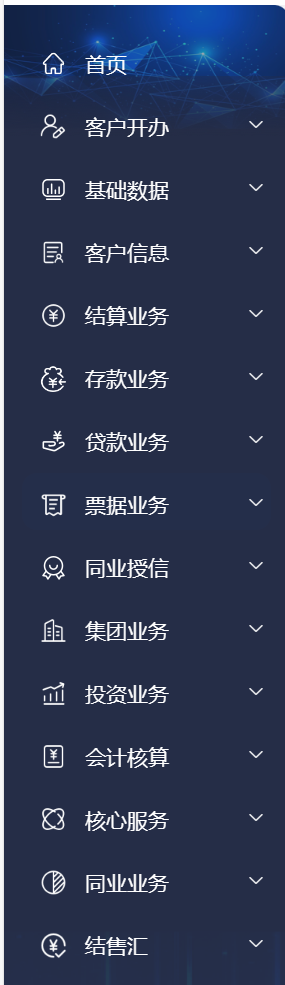 首页
客户开办
基础数据
客户信息
结算业务
存款业务
贷款业务
票据业务
同业授信
集团业务
投资业务
会计核算
核心服务
同业业务
结售汇